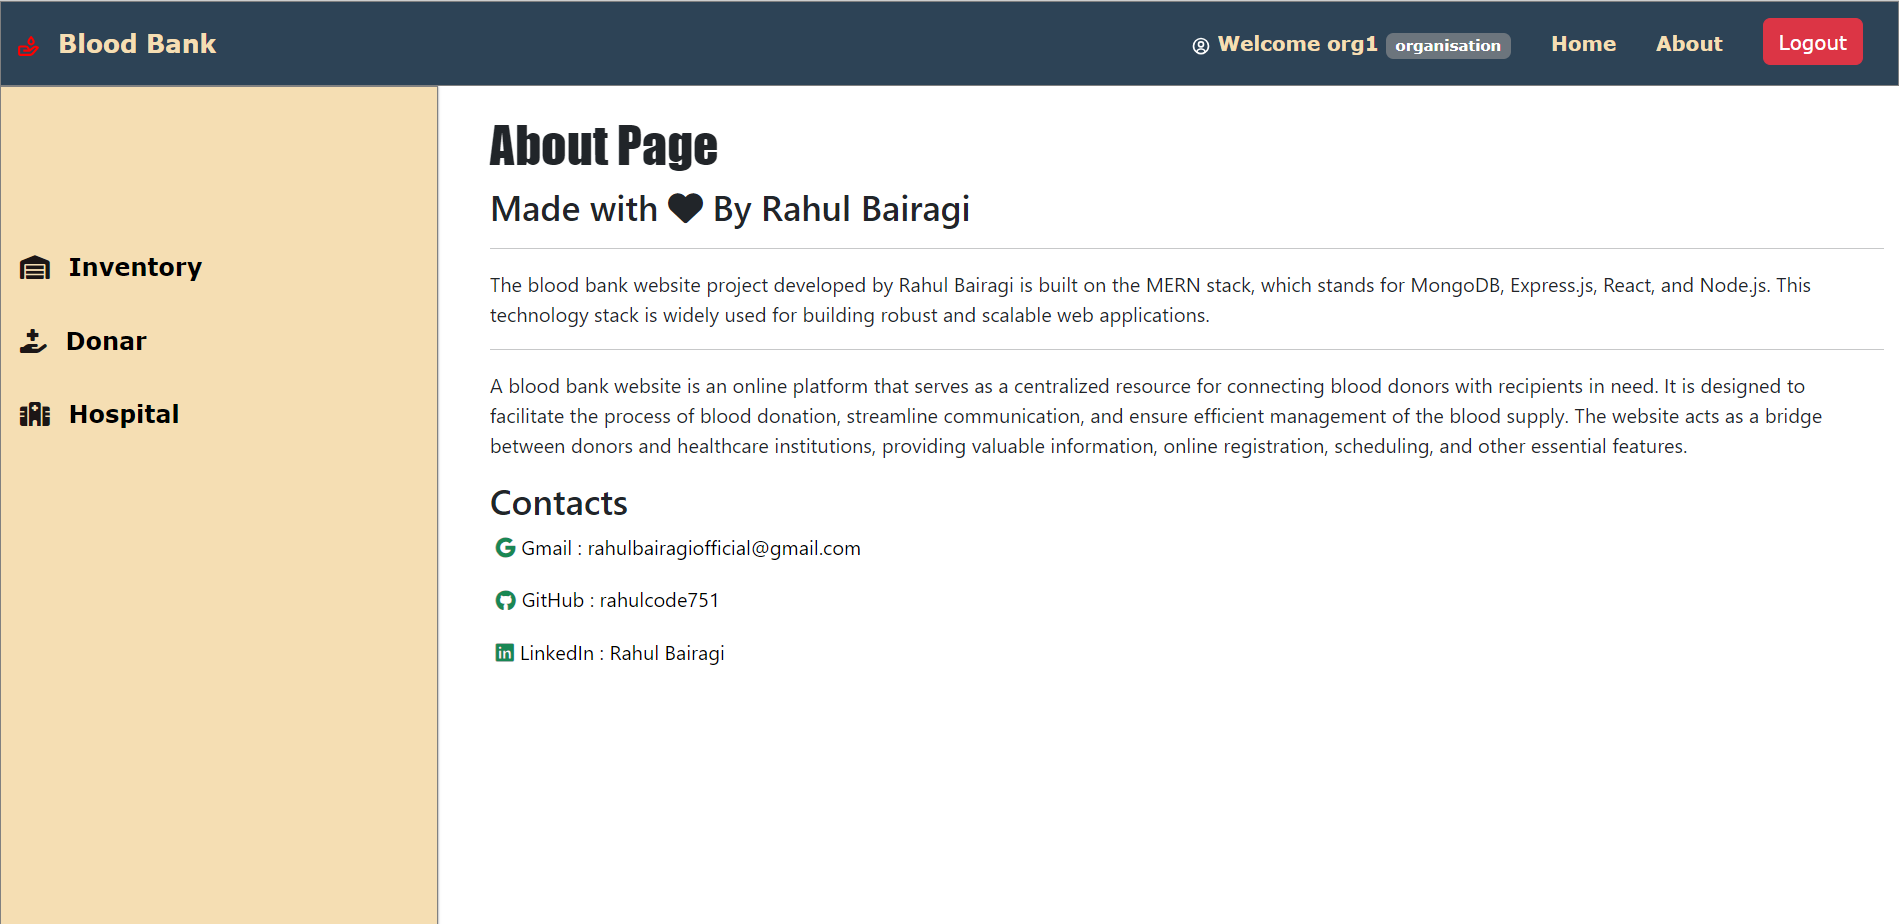 Blood Bank
Welcome org1 organisation Home About Logout
Inventory
Donar
Hospital
About Page
Made with By Rahul Bairagi
The blood bank website project developed by Rahul Bairagi is built on the MERN stack, which stands for MongoDB, Express.js, React, and Node.js. This
technology stack is widely used for building robust and scalable web applications.
A blood bank website is an online platform that serves as a centralized resource for connecting blood donors with recipients in need. It is designed to
facilitate the process of blood donation, streamline communication, and ensure efficient management of the blood supply. The website acts as a bridge
between donors and healthcare institutions, providing valuable information, online registration, scheduling, and other essential features.
Contacts
Gmail : rahulbairagiofficial@gmail.com
GitHub : rahulcode751
LinkedIn : Rahul Bairagi